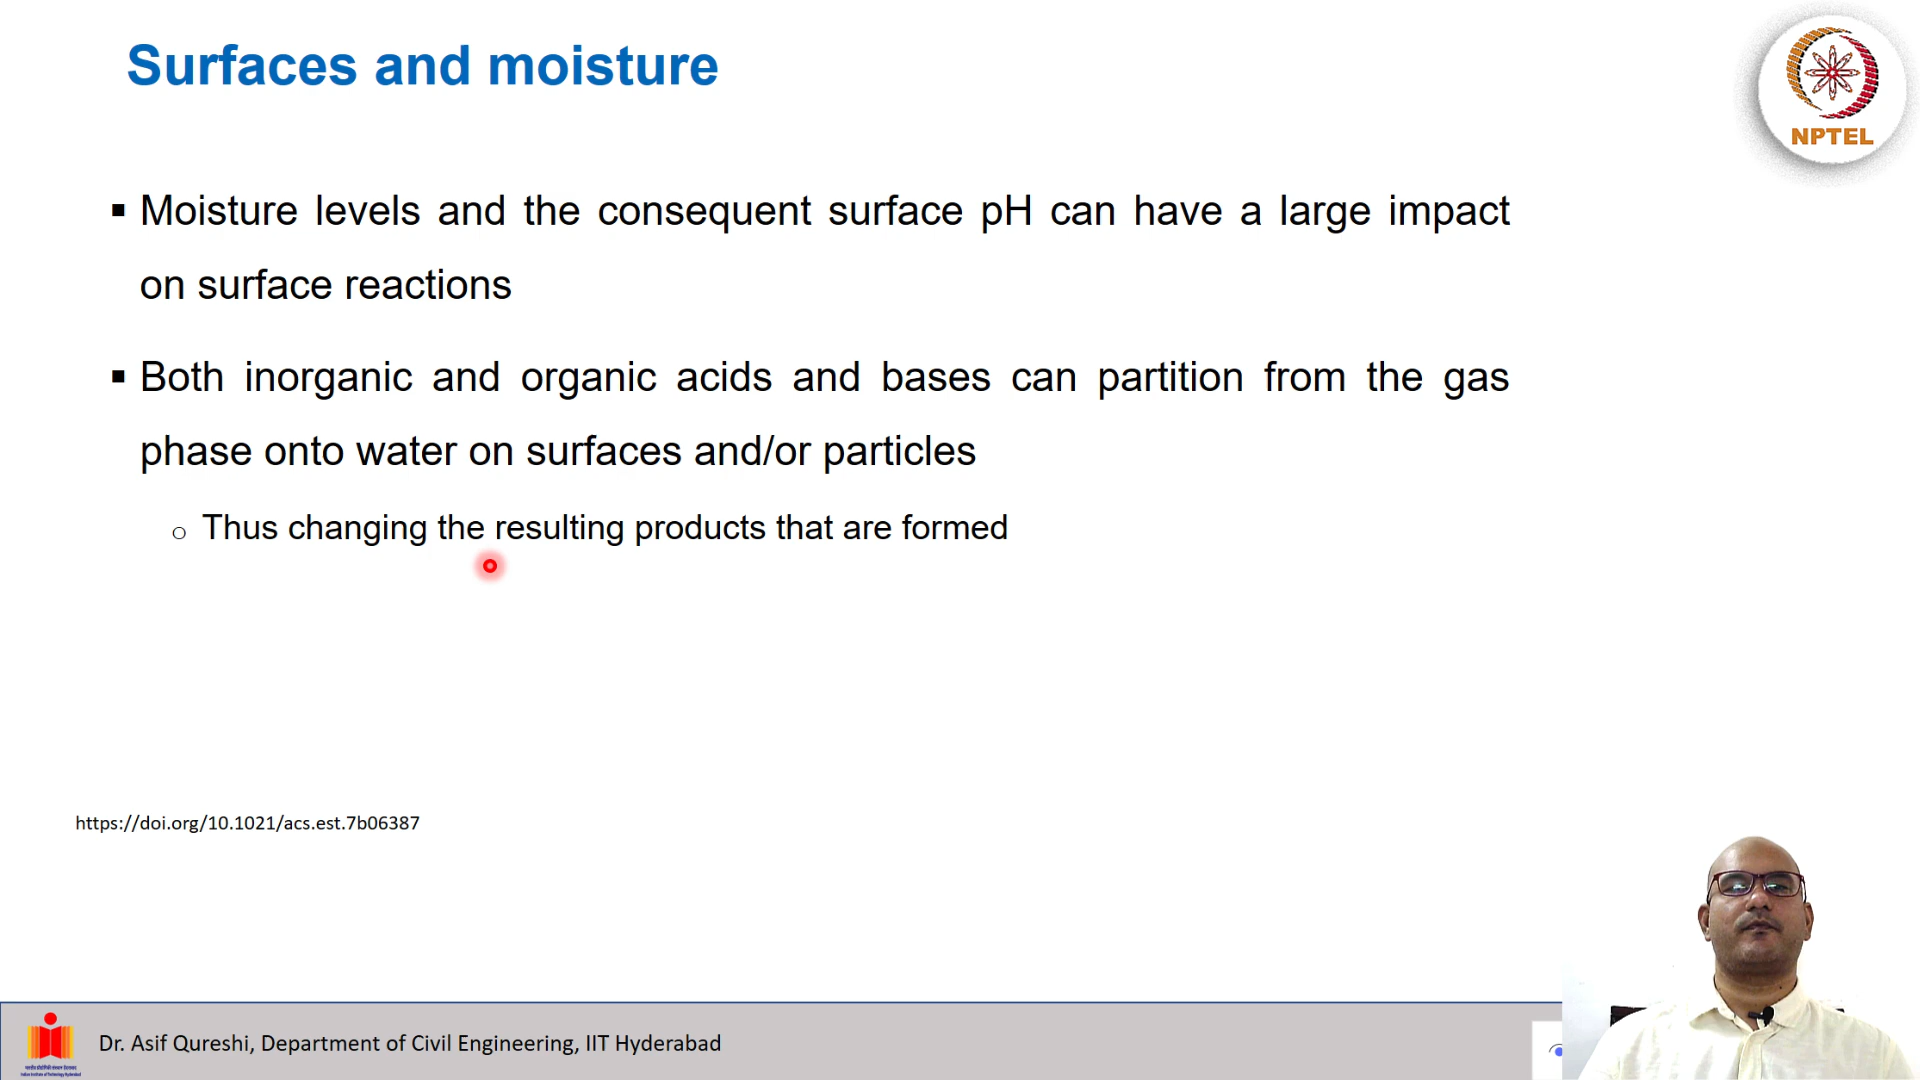 Surfaces and moisture
NPTEL
▪ Moisture levels and the consequent surface pH can have a large impact
on surface reactions
▪ Both inorganic and organic acids and bases can partition from the gas
phase onto water on surfaces and/or particles
○ Thus changing the resulting products that are formed
https://doi.org/10.1021/acs.est.7b06387
Dr. Asif Qureshi, Department of Civil Engineering, IIT Hyderabad